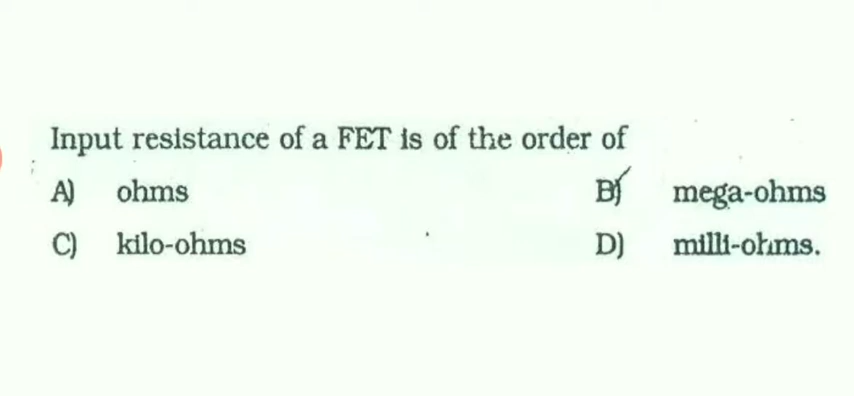 Input resistance of a FET is of the order of
A) ohms B) mega-ohms
C) kilo-ohms D) milli-ohms.